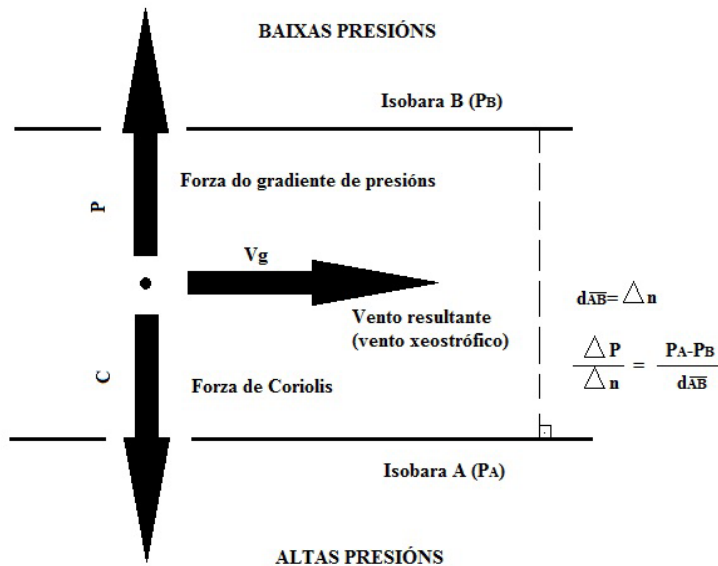 BAIXAS PRESIÓNS
Isobara B (PB)
Forza do gradiente de presións
P
Vg
Vento resultante
(vento xeostrófico)
dAB= △ n
△ P
△ n
=
PA-PB
dAB
C
Forza de Coriolis
Isobara A (PA)
ALTAS PRESIÓNS